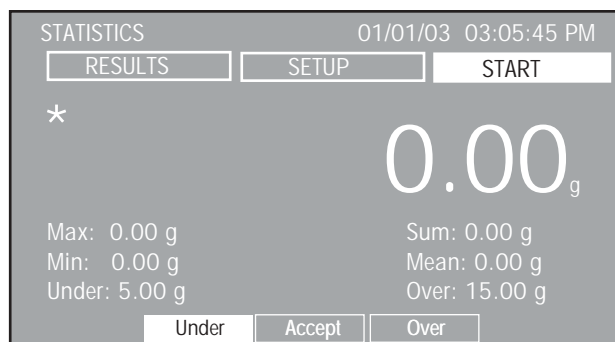 STATISTICS 01/01/03 03:05:45 PM
RESULTS SETUP START
*
0.00 g
Max: 0.00 g Sum: 0.00 g
Min: 0.00 g Mean: 0.00 g
Under: 5.00 g Over: 15.00 g
Under Accept Over